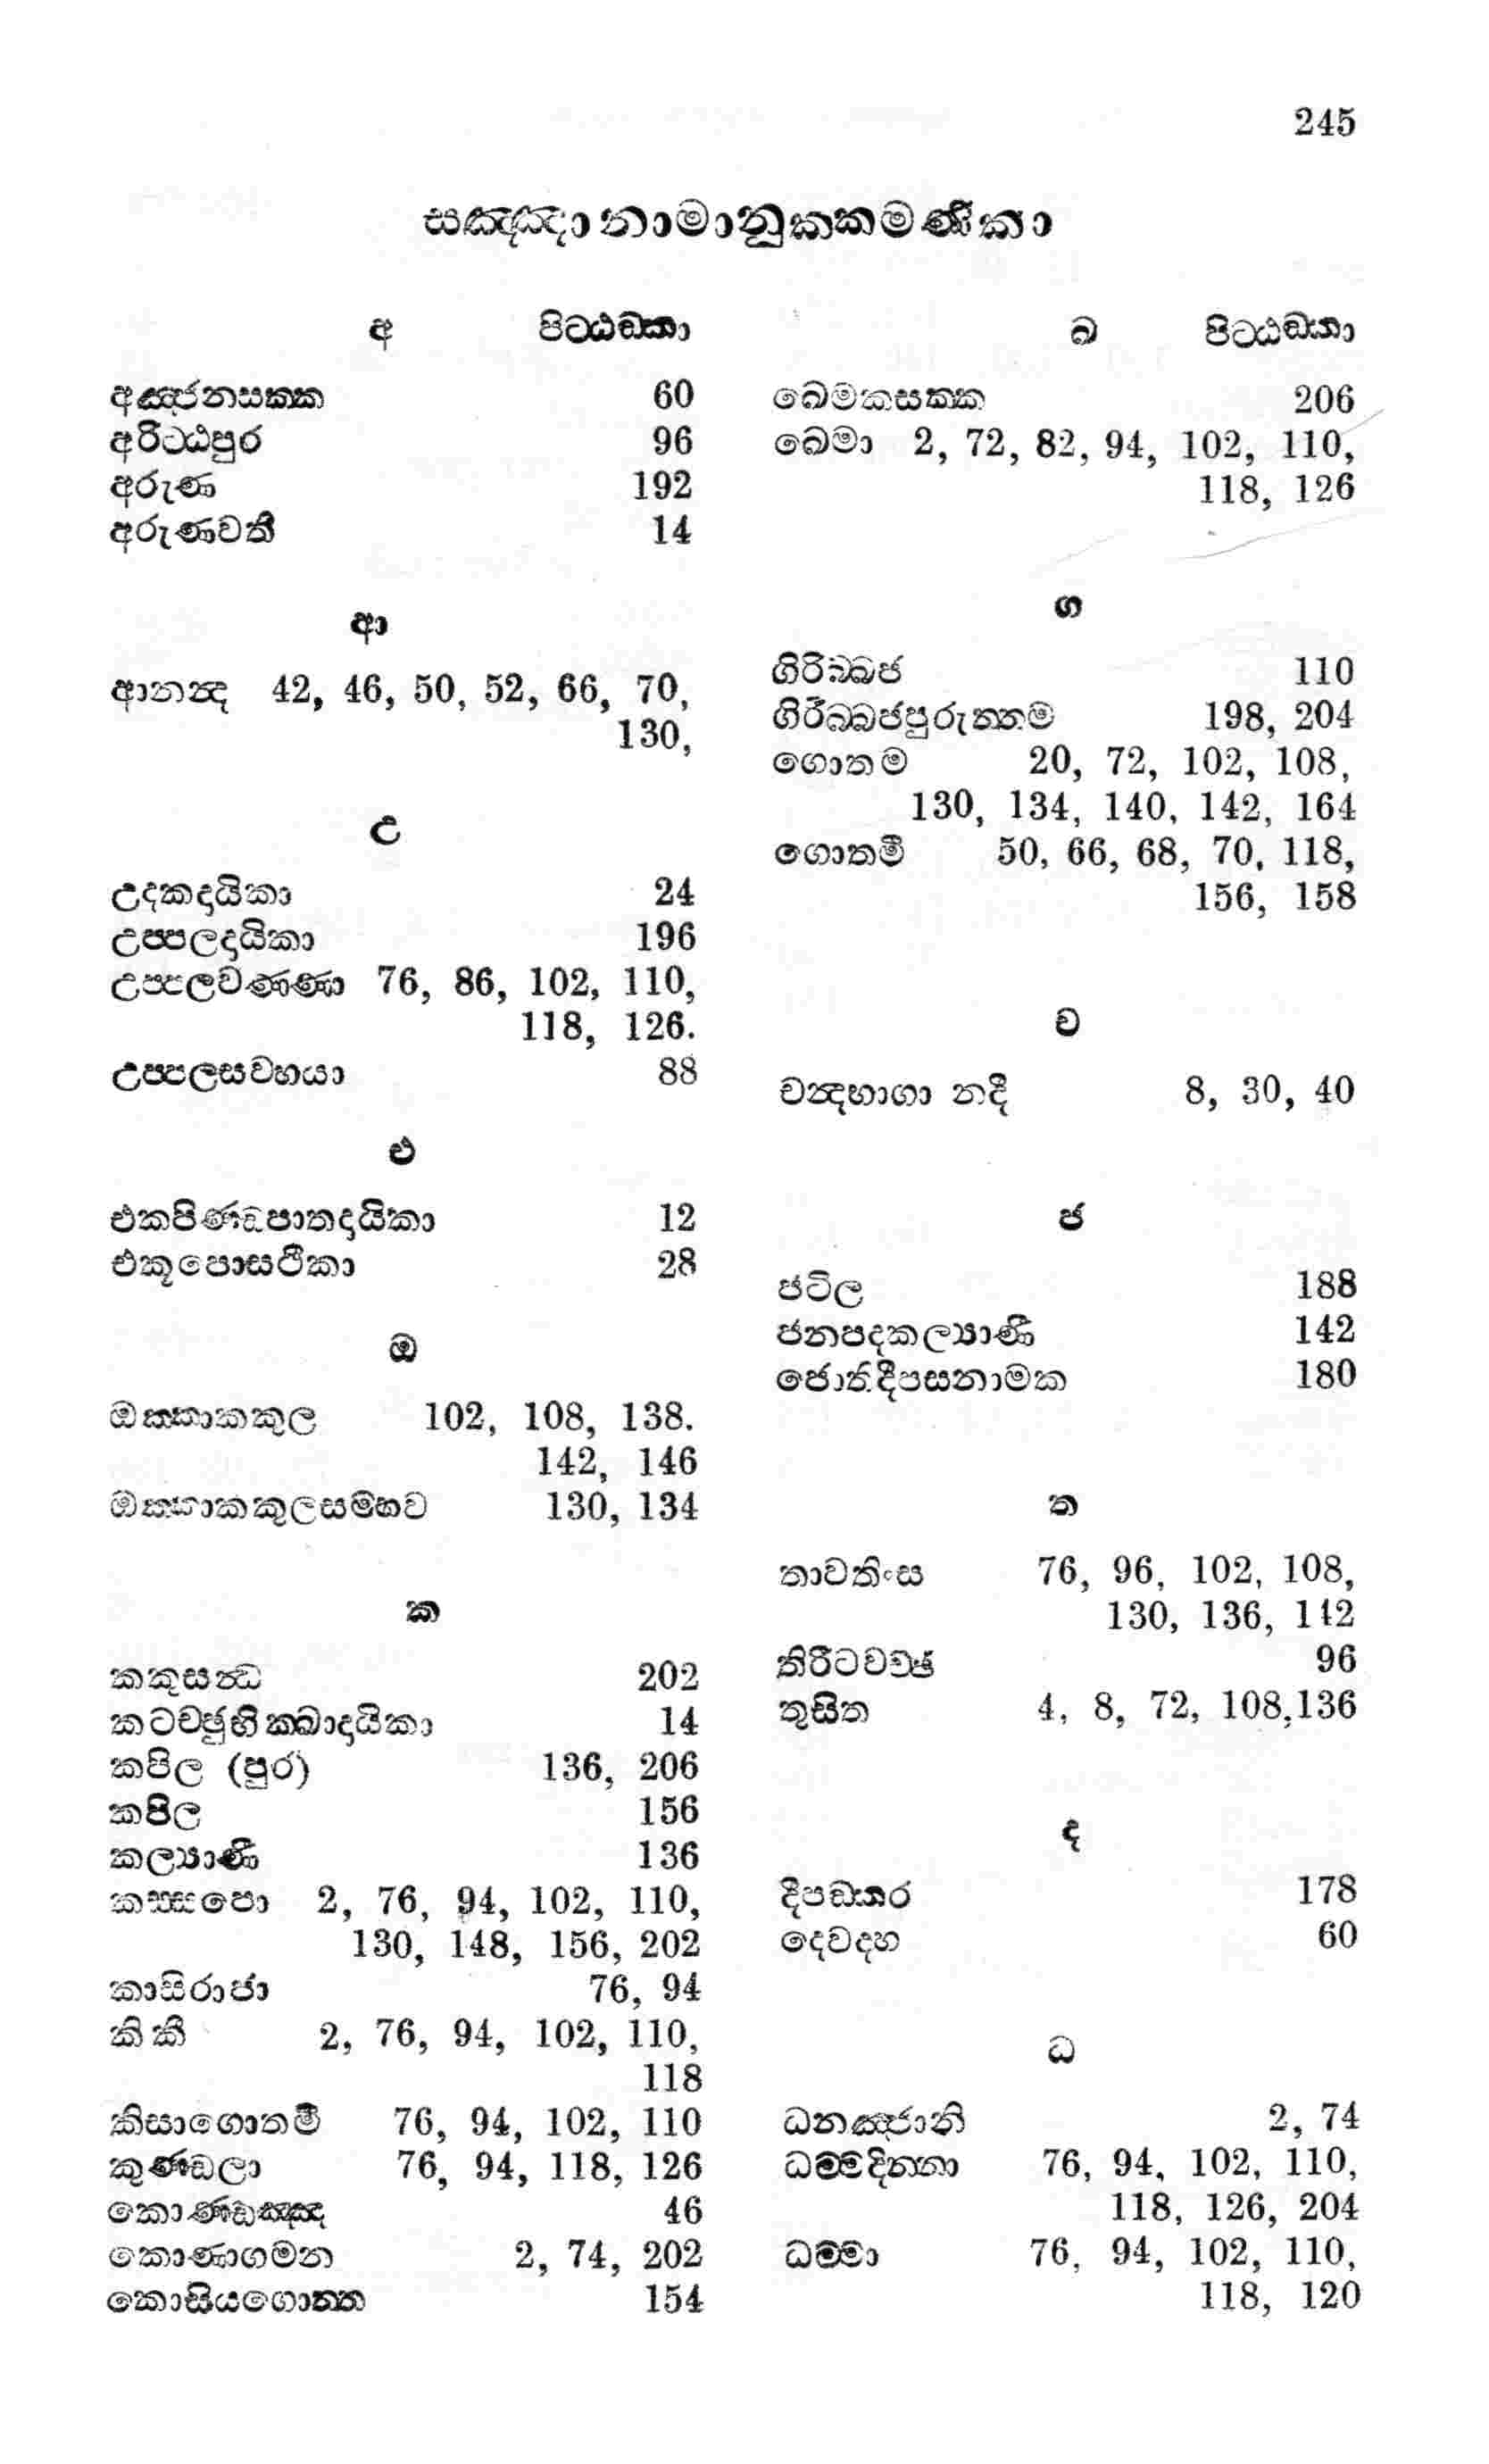 245
සඤ්ඤානාමානුක්කමණිකා
අ පිට්ඨඞ්කා
අඤ්ජනසක්ක 60
අරිට්ඨපුර 96
අරුණ 192
අරුණවතී 14
ආ
ආනන්‍ද 42, 46, 50, 52, 66, 70,
130,
උ
උදකදායිකා 24
උප්පලදායිකා 196
උප්පලවණ්ණා 76, 86, 102, 110,
118, 126.
උප්පලසව්හයා 88
එ
එකපිණ්ඩපාතදායිකා 12
එකූපොසථිකා 28
ඔ
ඔක්කාකකුල 102, 108, 138.
142, 146
ඔක්කාකකුලසම්භව 130, 134
ක
කකුසන්‍ධ 202
කටච්ඡුභික්ඛාදායිකා 14
කපිල (පුර) 136, 206
කපිල 156
කල්‍යාණි 136
කස්සපො 2, 76, 94, 102, 110,
130, 148, 156, 202
කාසිරාජා 76, 94
කිකී 2, 76, 94, 102, 110,
118
කිසාගොතමී 76, 94, 102, 110
කුණ්ඩලා 76, 94, 118, 126
කොණ්ඩඤ්ඤ 46
කොණාගමන 2, 74, 202
කොසියගොත්ත 154
ඛ පිට්ඨඞ්කා
ඛෙමකසක්ක 206
ඛෙමා 2, 72, 82, 94, 102, 110,
118, 126
ග
ගිරිබ්බජ 110
ගිරිබ්බජපුරුත්තම 198, 204
ගොතම 20, 72, 102, 108,
130, 134, 140, 142, 164
ගොතමී 50, 66, 68, 70, 118,
156, 158
ච
චන්‍දභාගා නදී 8, 30, 40
ජ
ජටිල 188
ජනපදකල්‍යාණී 142
ජොතිදීපසනාමක 180
ත
තාවතිංස 76, 96, 102, 108,
130, 136, 142
තිරීටවච්ඡ 96
තුසිත 4, 8, 72, 108,136
ද
දීපඞ්කර 178
දෙවදහ 60
ධ
ධනඤ්ජානි 2, 74
ධම්මදින්නා 76, 94, 102, 110,
118, 126, 204
ධම්මා 76, 94, 102, 110,
118, 120